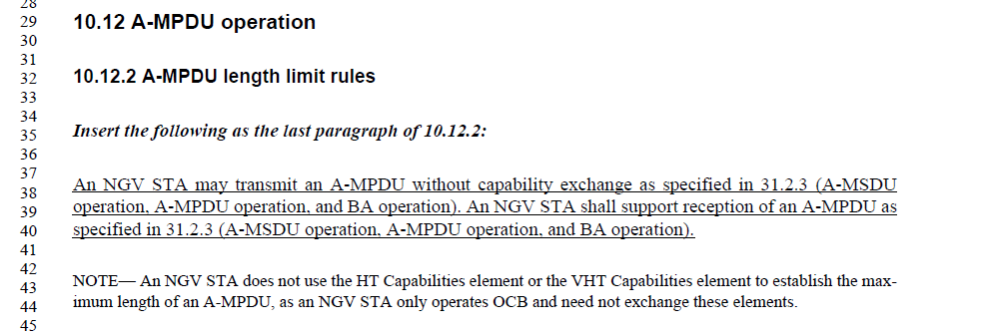 28
29 10.12 A-MPDU operation
30
31
32 10.12.2 A-MPDU length limit rules
33
34
35 Insert the following as the last paragraph of 10.12.2:
36
37
38 An NGV STA may transmit an A-MPDU without capability exchange as specified in 31.2.3 (A-MSDU
39 operation, A-MPDU operation, and BA operation). An NGV STA shall support reception of an A-MPDU as
40 specified in 31.2.3 (A-MSDU operation, A-MPDU operation, and BA operation).
41
42
43 NOTE— An NGV STA does not use the HT Capabilities element or the VHT Capabilities element to establish the max-
44 imum length of an A-MPDU, as an NGV STA only operates OCB and need not exchange these elements.
45